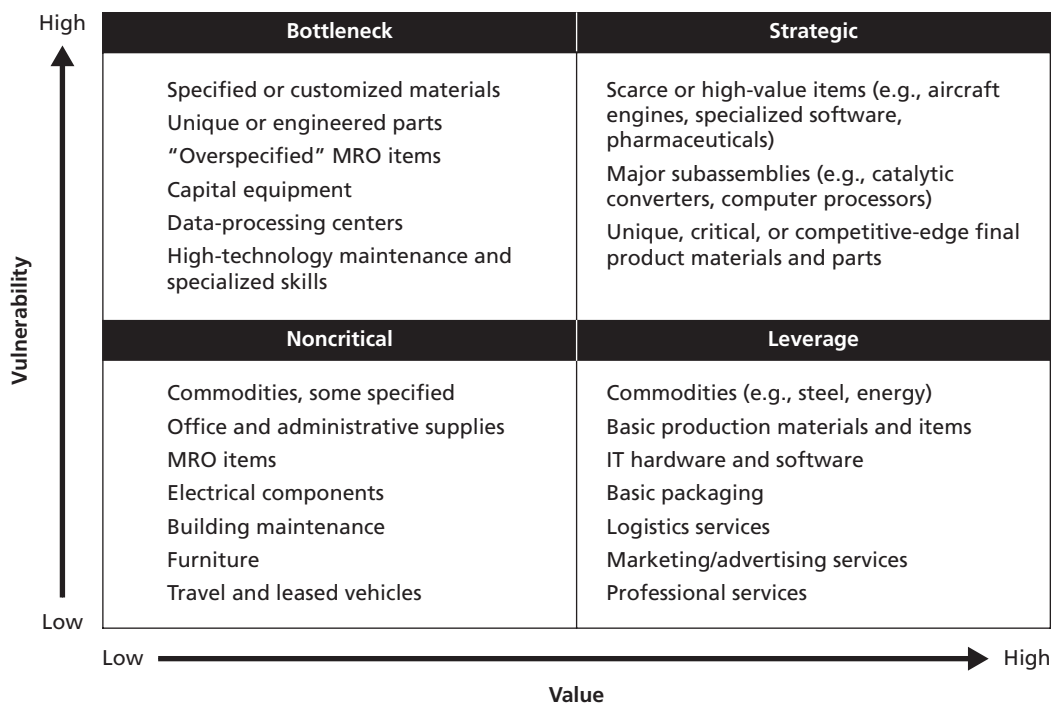 High
Bottleneck
Strategic
Specified or customized materials
Unique or engineered parts
“Overspecified” MRO items
Capital equipment
Data-processing centers
High-technology maintenance and
specialized skills
Scarce or high-value items (e.g., aircraft
engines, specialized software,
pharmaceuticals)
Major subassemblies (e.g., catalytic
converters, computer processors)
Unique, critical, or competitive-edge final
product materials and parts
Vulnerability
Noncritical
Leverage
Commodities, some specified
Office and administrative supplies
MRO items
Electrical components
Building maintenance
Furniture
Travel and leased vehicles
Commodities (e.g., steel, energy)
Basic production materials and items
IT hardware and software
Basic packaging
Logistics services
Marketing/advertising services
Professional services
Low
Low
High
Value